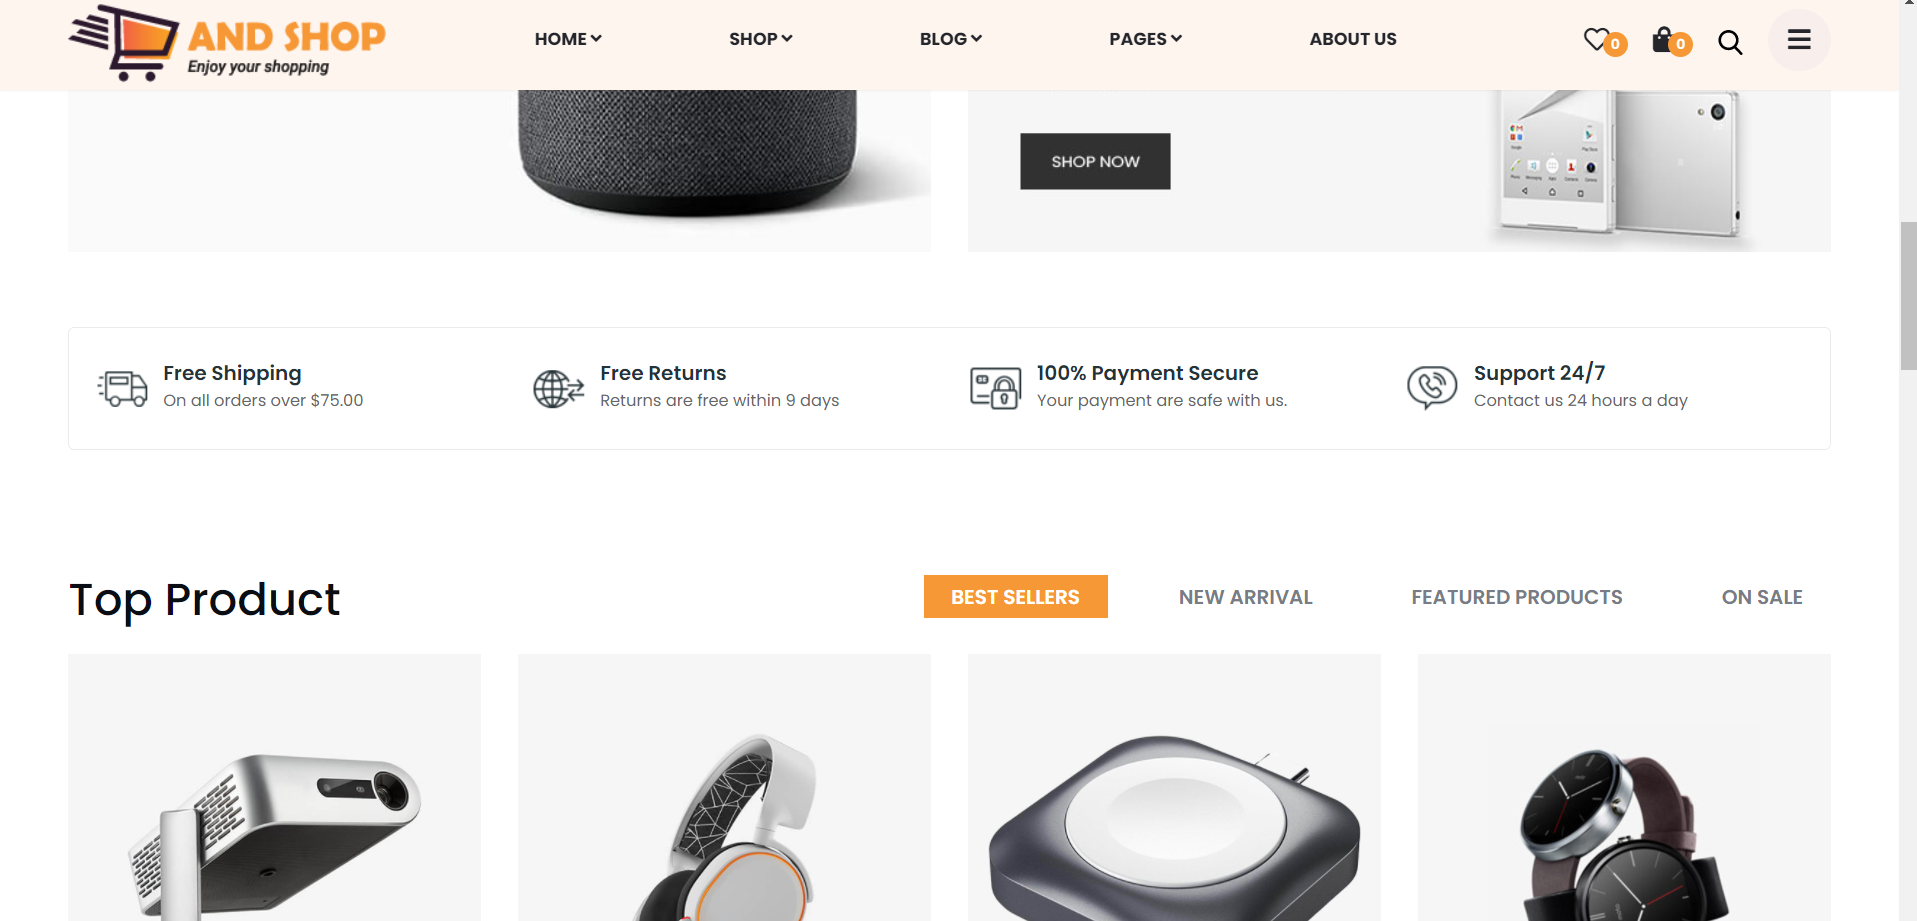 AND SHOP
Enjoy your shopping
HOME
SHOP
BLOG
PAGES
ABOUT US
0
0
SHOP NOW
Free Shipping
On all orders over $75.00
Free Returns
Returns are free within 9 days
100% Payment Secure
Your payment are safe with us.
Support 24/7
Contact us 24 hours a day
Top Product
BEST SELLERS
NEW ARRIVAL
FEATURED PRODUCTS
ON SALE